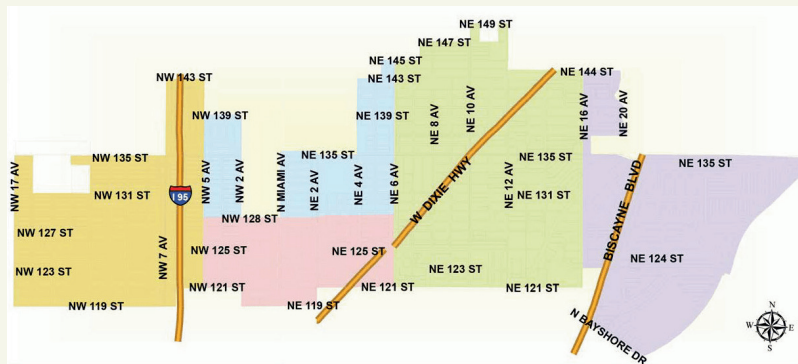 NE 149 ST
NE 147 ST
NE 145 ST
NE 143 ST
NE 144 ST
NW 143 ST
NW 139 ST
NE 139 ST
NE 8 AV
NE 10 AV
NE 16 AV
NE 20 AV
NW 17 AV
NW 135 ST
NW 5 AV
NW 2 AV
N MIAMI AV
NE 135 ST
NE 2 AV
NE 4 AV
NE 6 AV
W DIXIE HWY
NE 12 AV
NE 135 ST
NE 135 ST
NW 131 ST
I 95
NE 131 ST
BISCAYNE BLVD
NW 128 ST
NW 127 ST
NW 7 AV
NW 125 ST
NE 125 ST
NE 124 ST
NW 123 ST
NE 123 ST
NW 121 ST
NE 121 ST
NE 121 ST
NW 119 ST
NE 119 ST
N BAYSHORE DR
N
W E
S